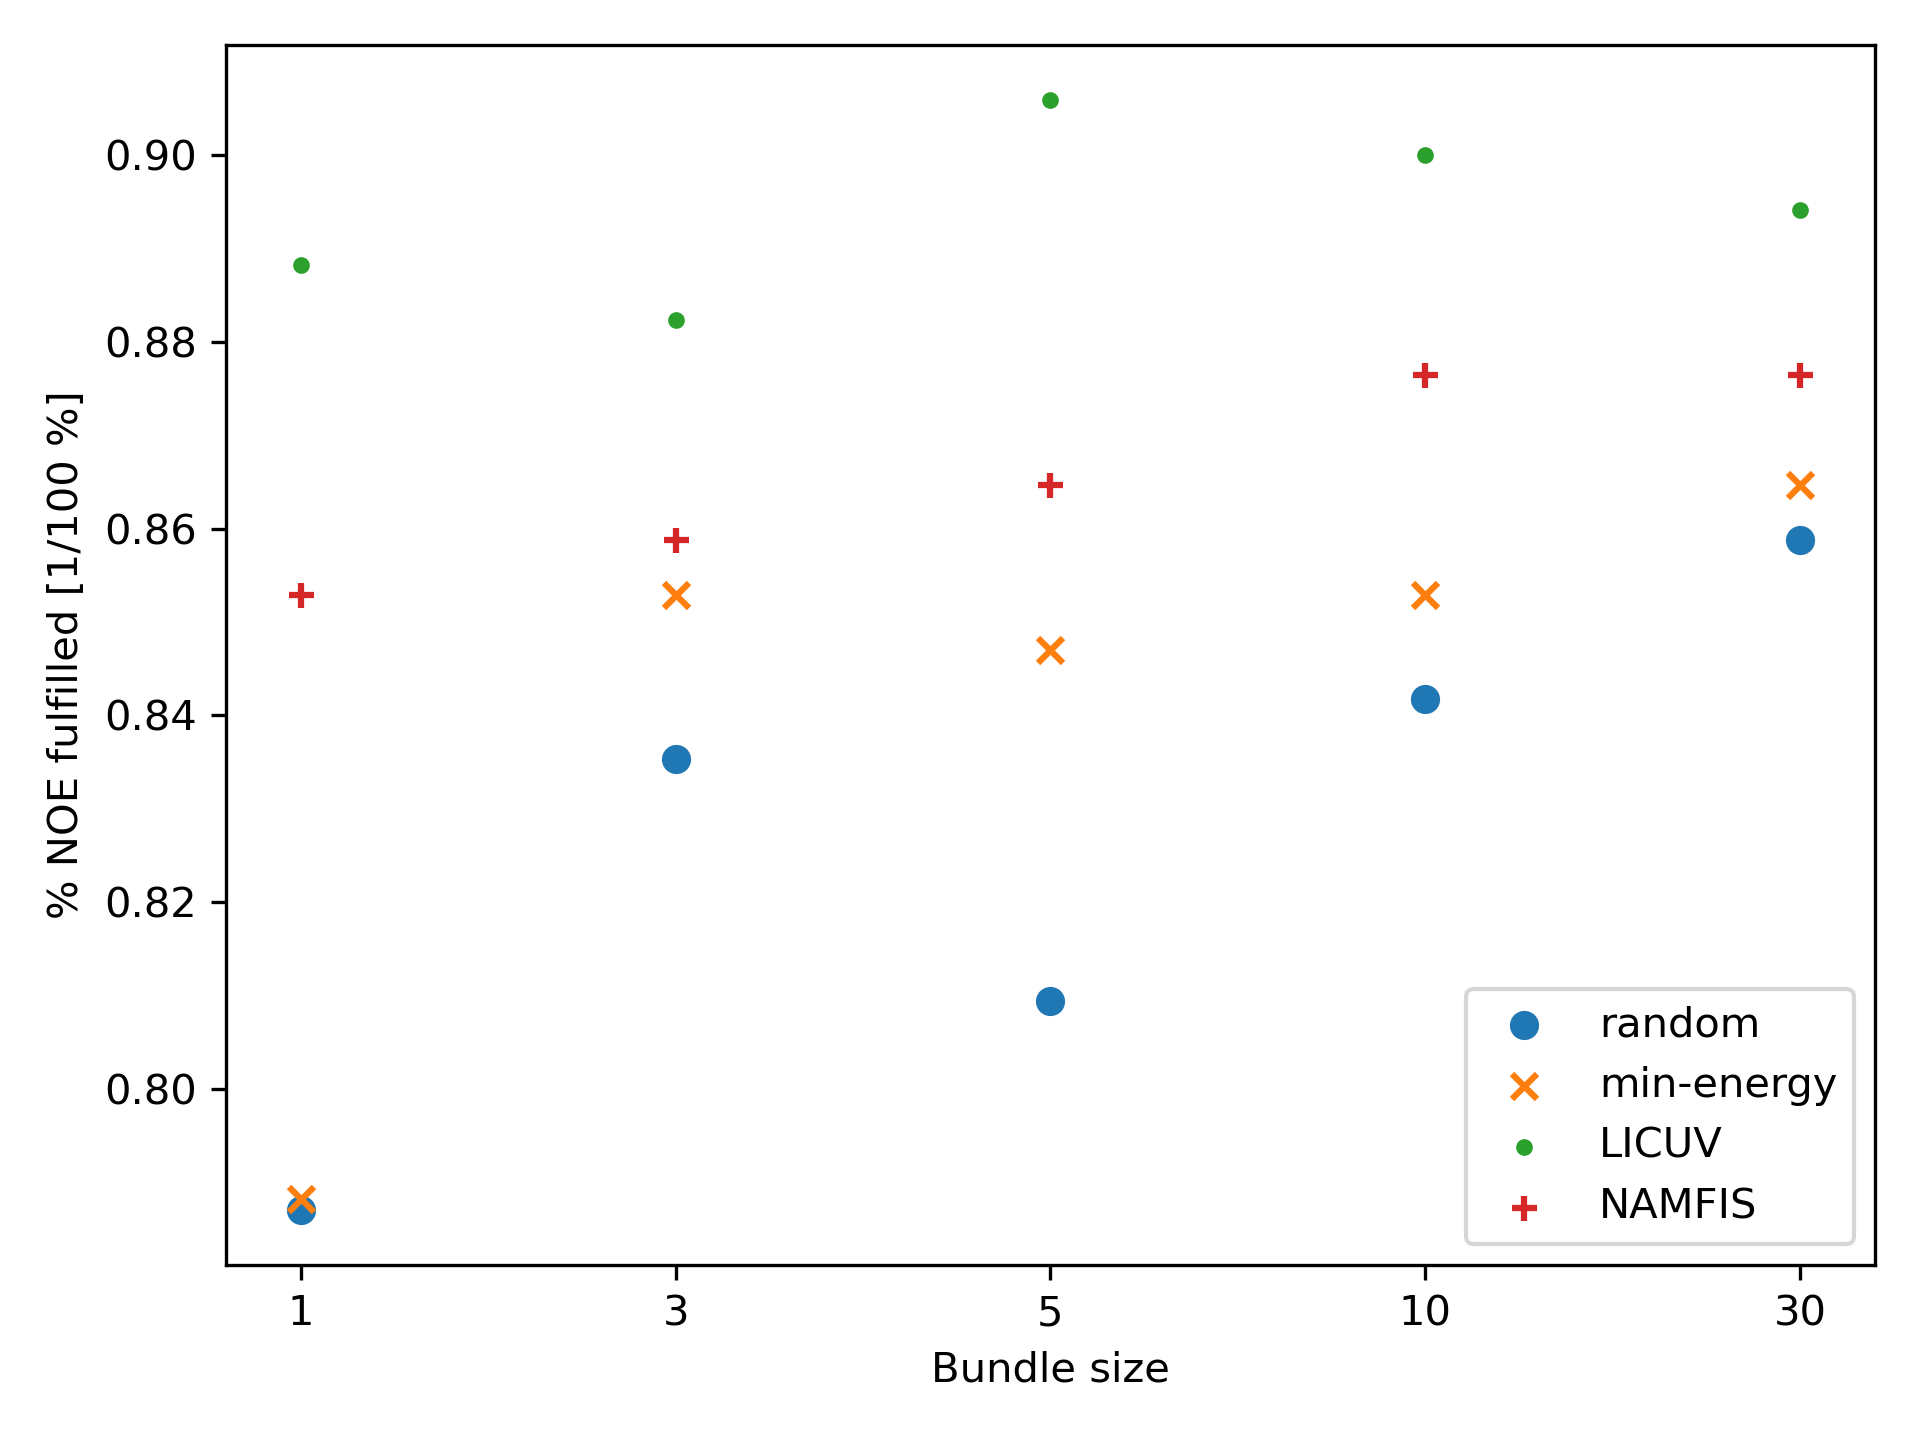 0.90
0.88
0.86
0.84
0.82
0.80
% NOE fulfilled [1/100 %]
1 3 5 10 30
Bundle size
random
min-energy
LICUV
NAMFIS